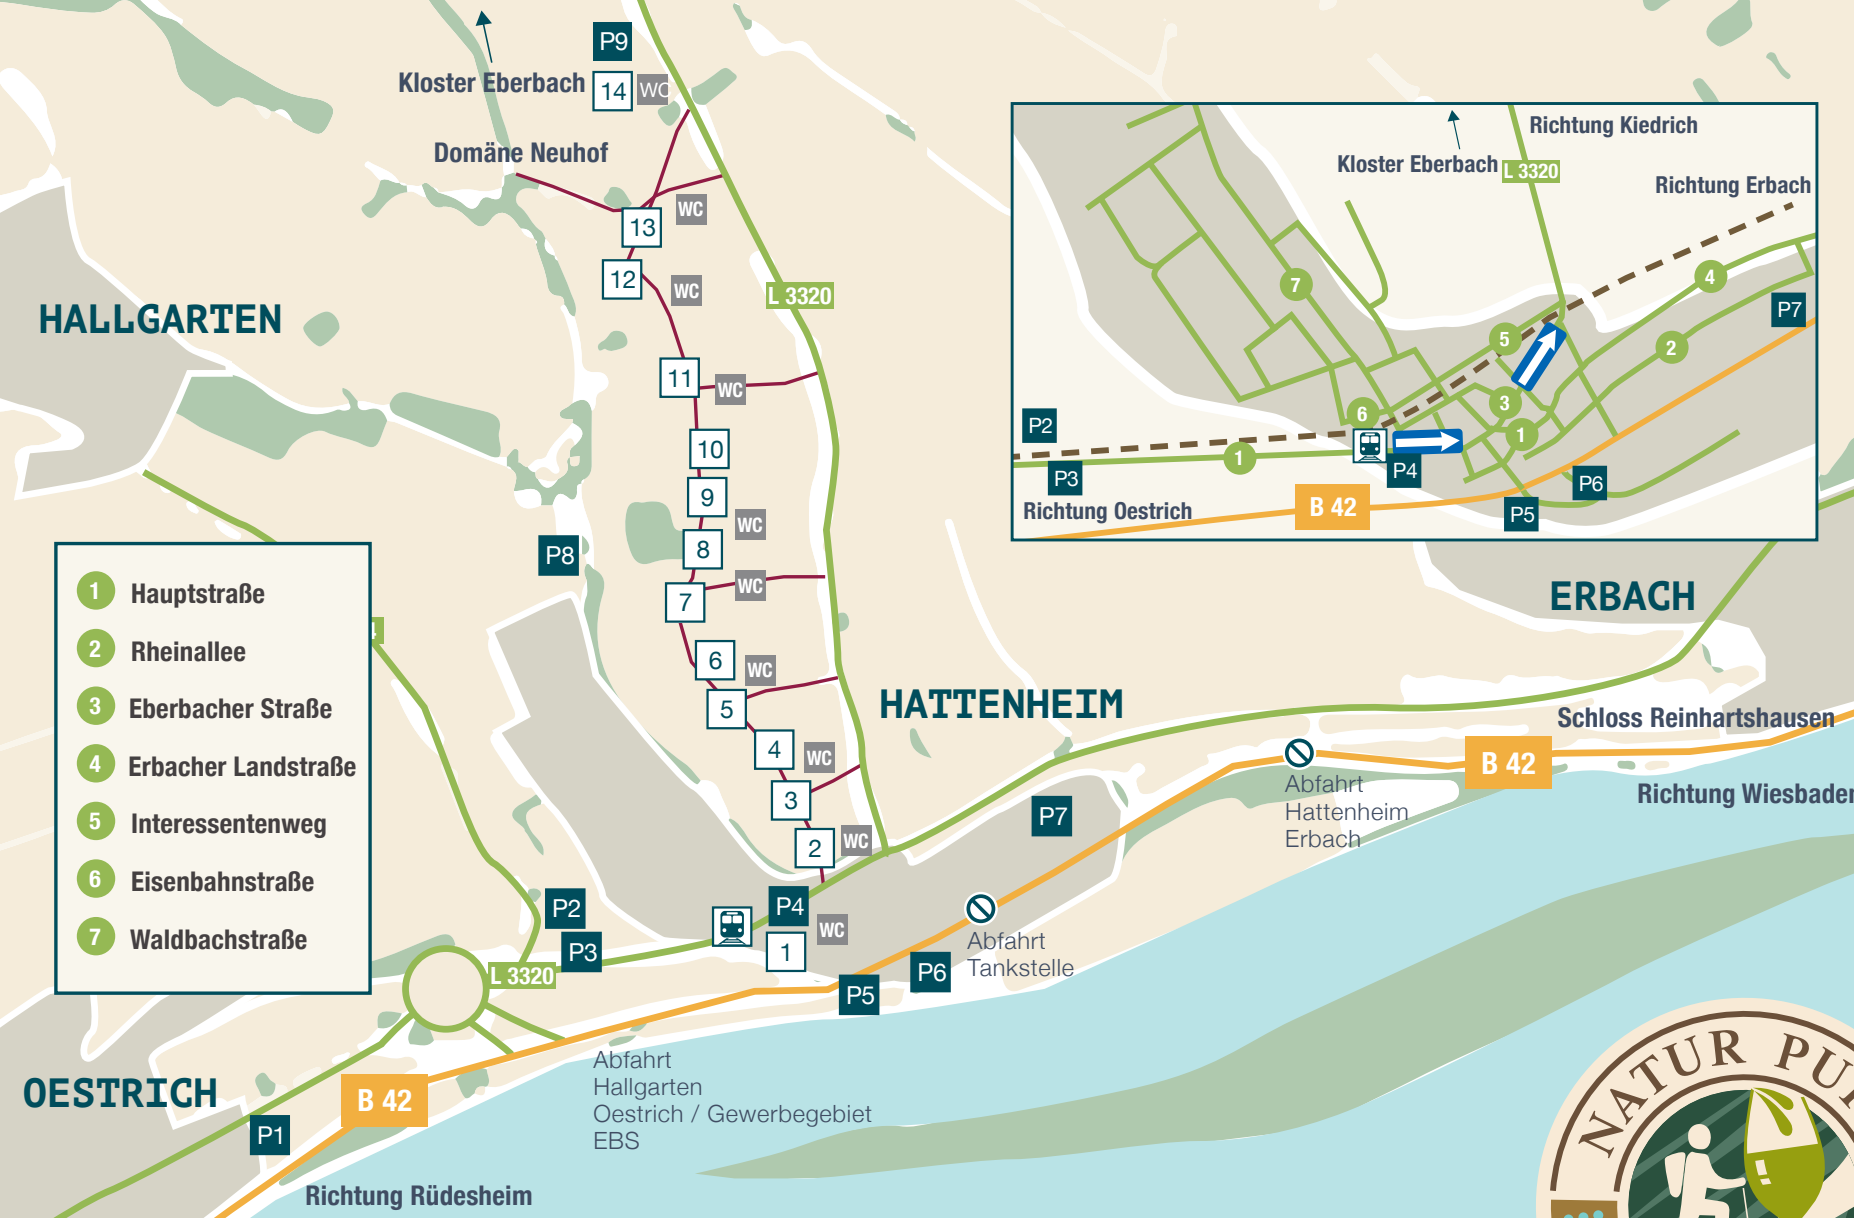 P9
Kloster Eberbach
14
WC
Domäne Neuhof
WC
13
12
WC
L 3320
HALLGARTEN
11
WC
10
9
WC
8
P8
WC
7
6
WC
5
4
WC
3
2
WC
HATTENHEIM
P7
P2
P3
P4
1
WC
P5
P6
L 3320
Abfahrt
Tankstelle
Abfahrt
Hattenheim
Erbach
B 42
Schloss Reinhartshausen
Richtung Wiesbaden
ERBACH
1 Hauptstraße
2 Rheinallee
3 Eberbacher Straße
4 Erbacher Landstraße
5 Interessentenweg
6 Eisenbahnstraße
7 Waldbachstraße
OESTRICH
P1
B 42
Abfahrt
Hallgarten
Oestrich / Gewerbegebiet
EBS
Richtung Rüdesheim
Richtung Kiedrich
Kloster Eberbach
L 3320
Richtung Erbach
7
4
P7
5
2
6
3
1
P2
P3
1
P4
P6
P5
B 42
Richtung Oestrich
NATUR PU